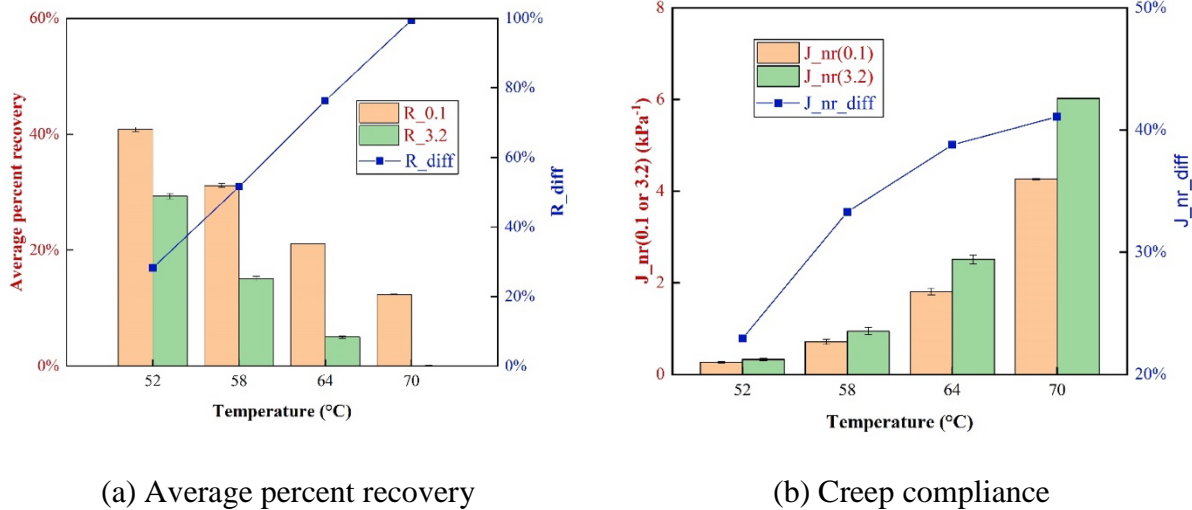 60%
40%
20%
0%
Average percent recovery
100%
80%
60%
40%
20%
0%
R_diff
R_0.1
R_3.2
R_diff
52
58
64
70
Temperature (°C)
(a) Average percent recovery
8
6
4
2
0
J_nr(0.1 or 3.2) (kPa⁻¹)
50%
40%
30%
20%
J_nr_diff
J_nr(0.1)
J_nr(3.2)
J_nr_diff
52
58
64
70
Temperature (°C)
(b) Creep compliance